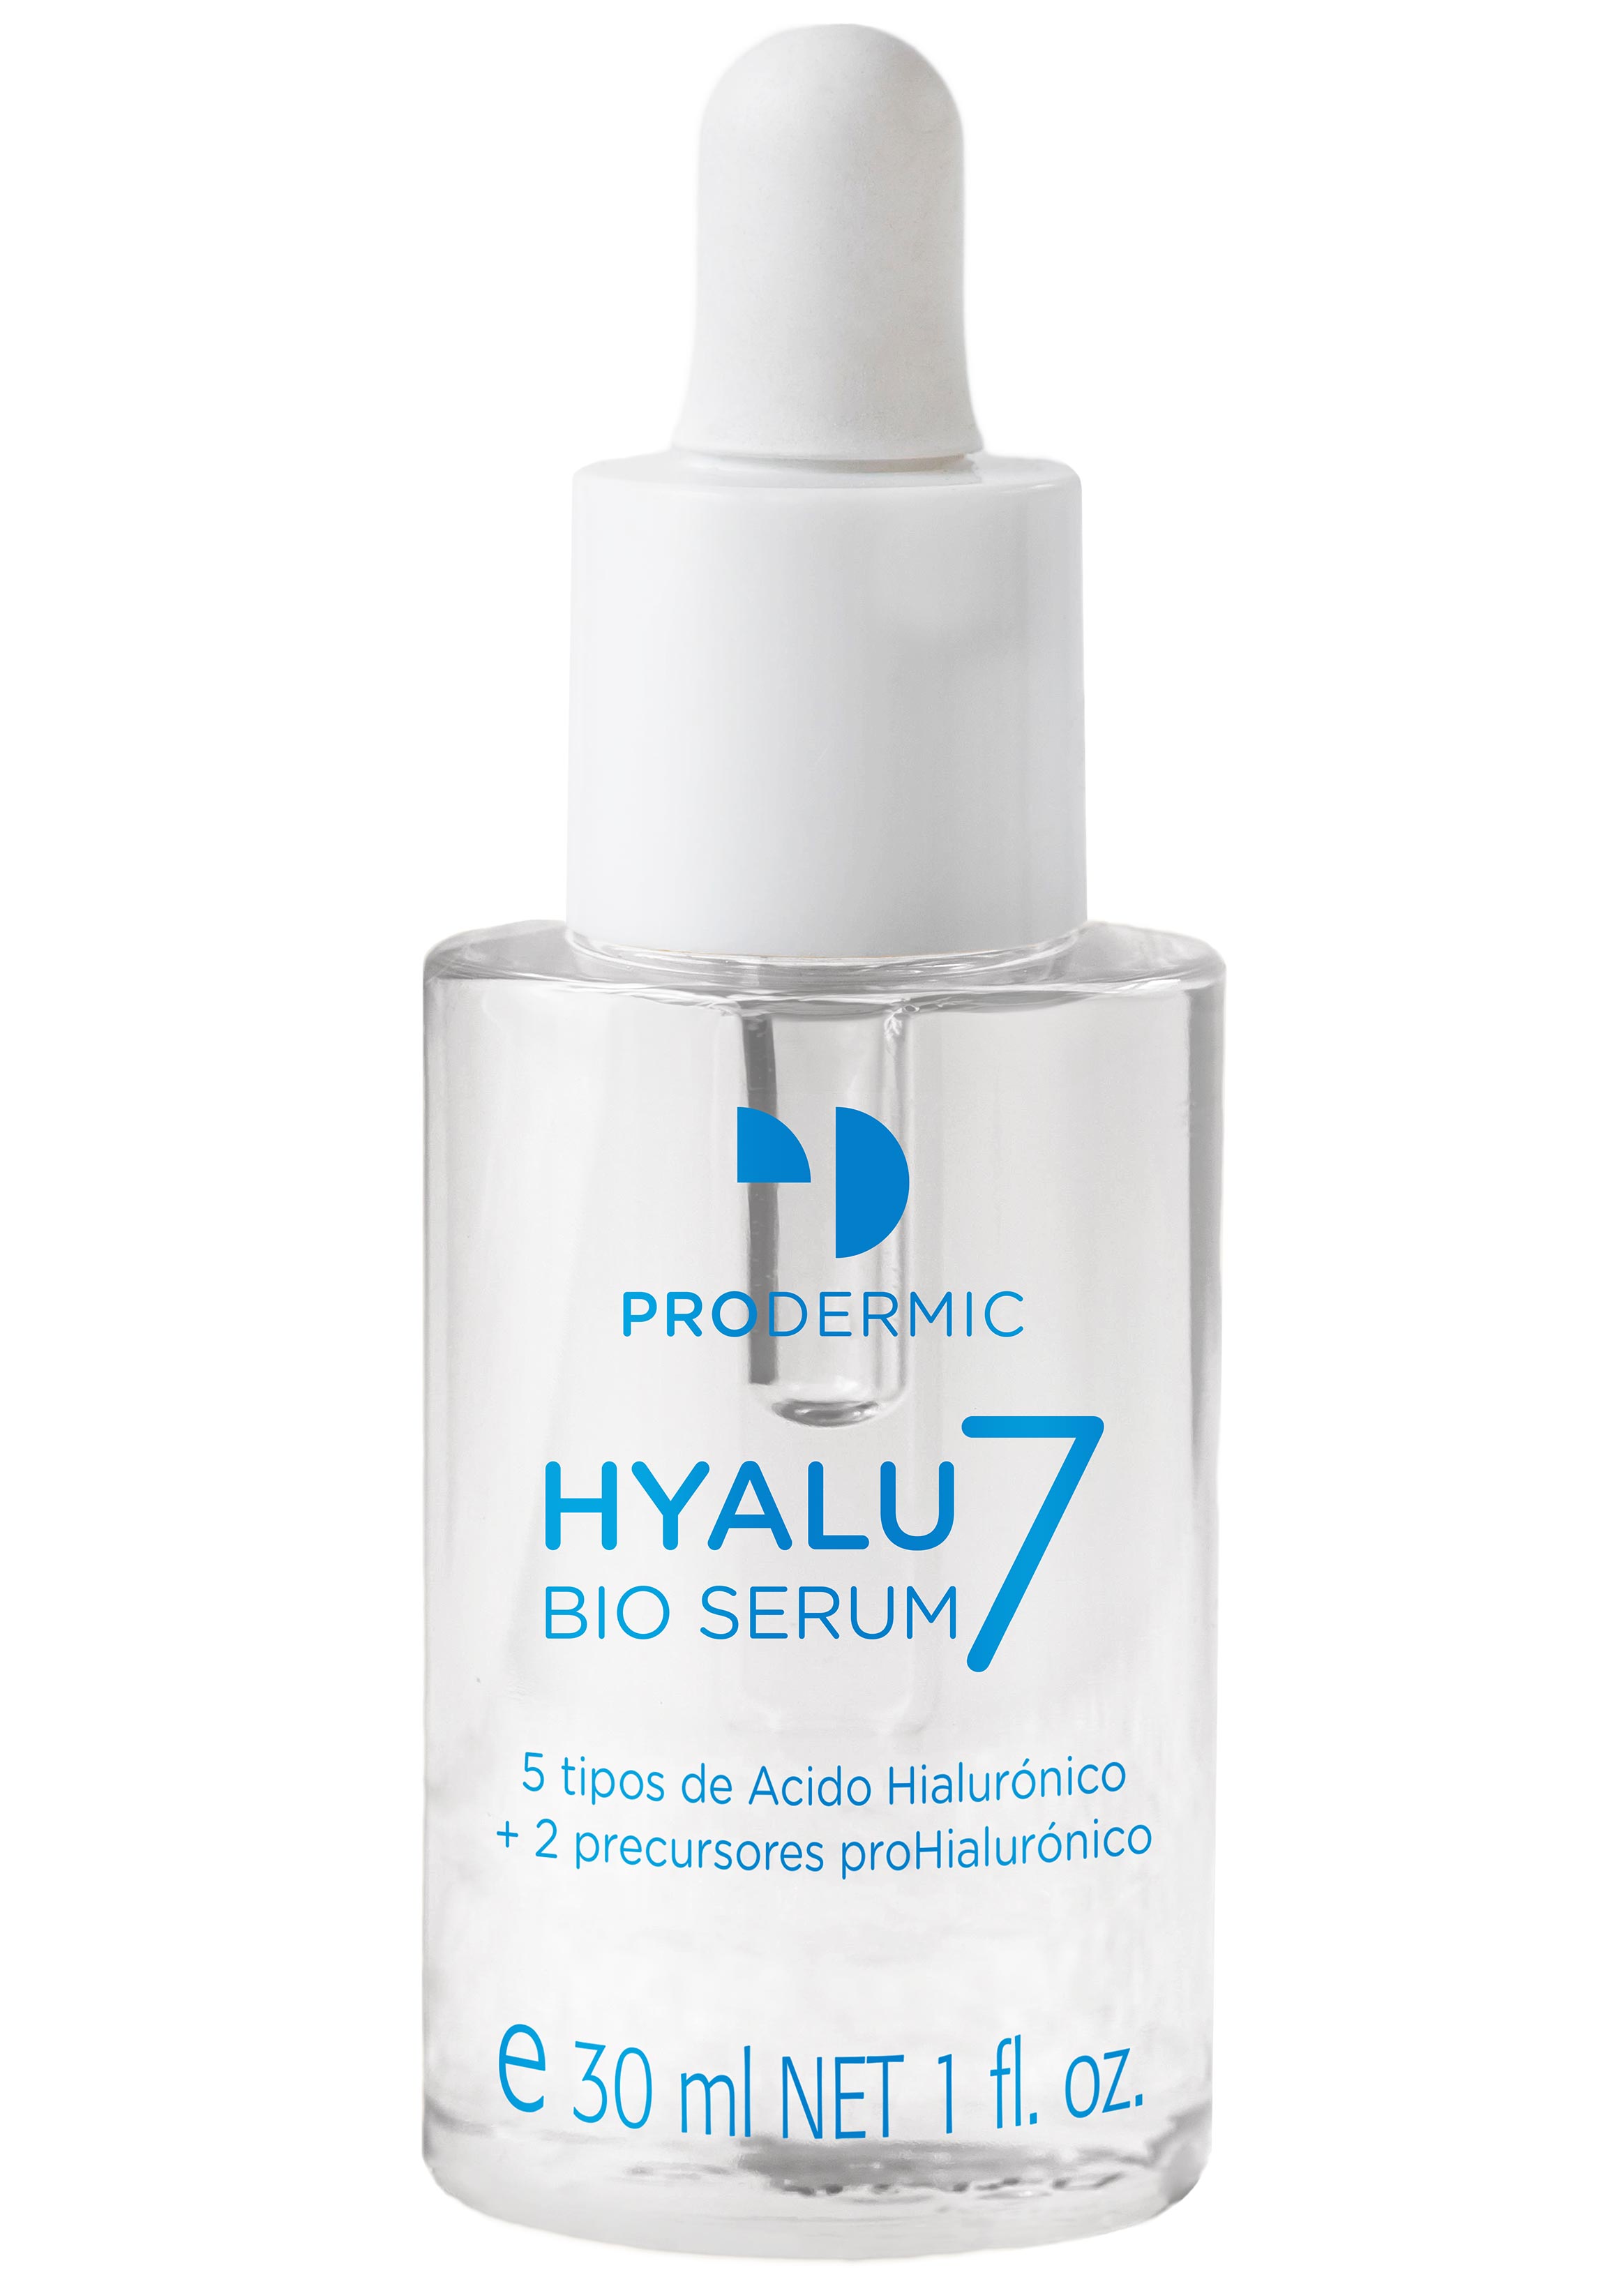 PRODERMIC
HYALU 7
BIO SERUM
5 tipos de Acido Hialurónico
+ 2 precursores proHialurónico
e 30 ml NET 1 fl. oz.